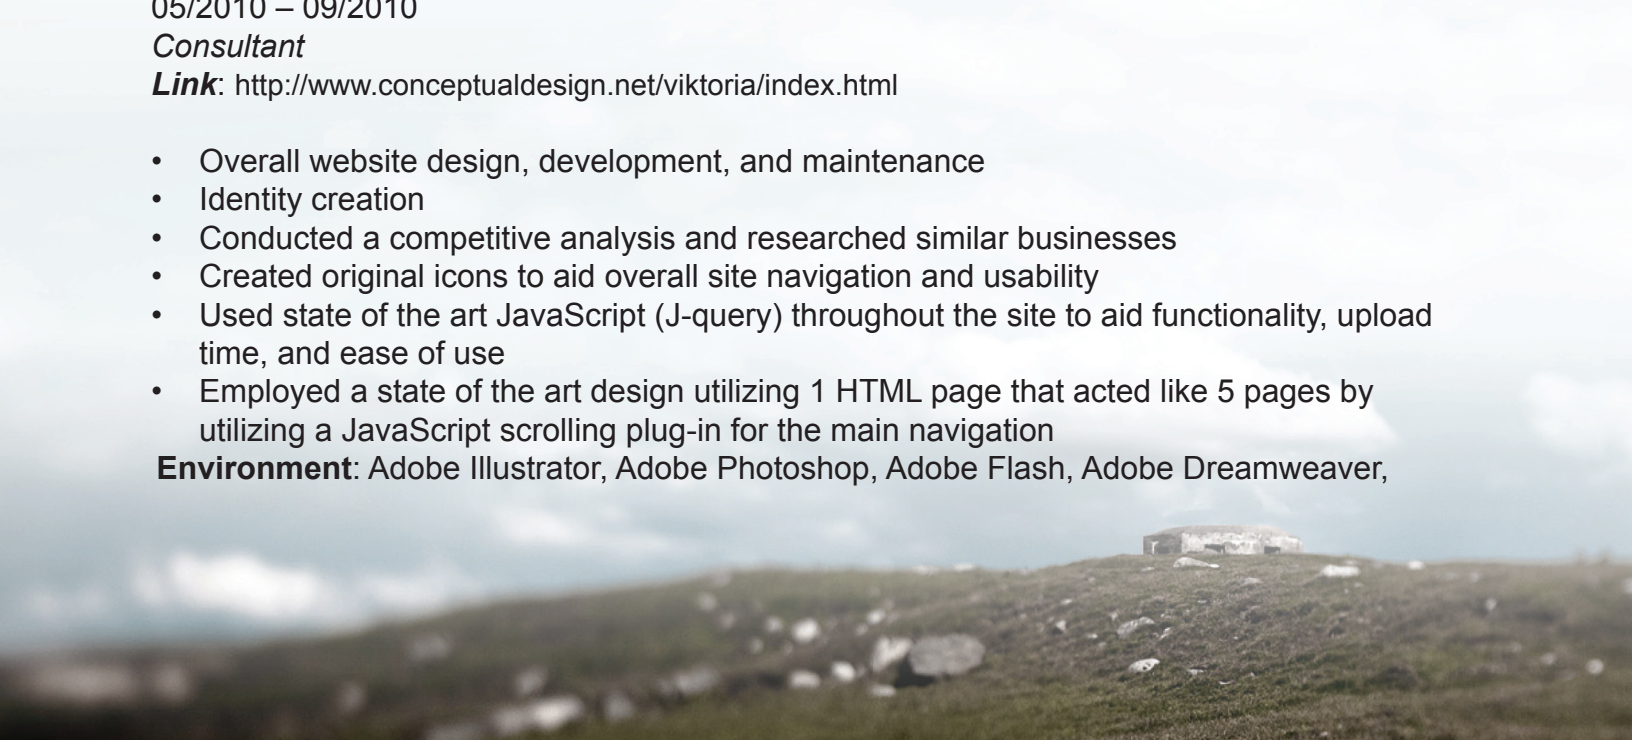 05/2010 – 09/2010
Consultant
Link: http://www.conceptualdesign.net/viktoria/index.html
• Overall website design, development, and maintenance
• Identity creation
• Conducted a competitive analysis and researched similar businesses
• Created original icons to aid overall site navigation and usability
• Used state of the art JavaScript (J-query) throughout the site to aid functionality, upload
time, and ease of use
• Employed a state of the art design utilizing 1 HTML page that acted like 5 pages by
utilizing a JavaScript scrolling plug-in for the main navigation
Environment: Adobe Illustrator, Adobe Photoshop, Adobe Flash, Adobe Dreamweaver,